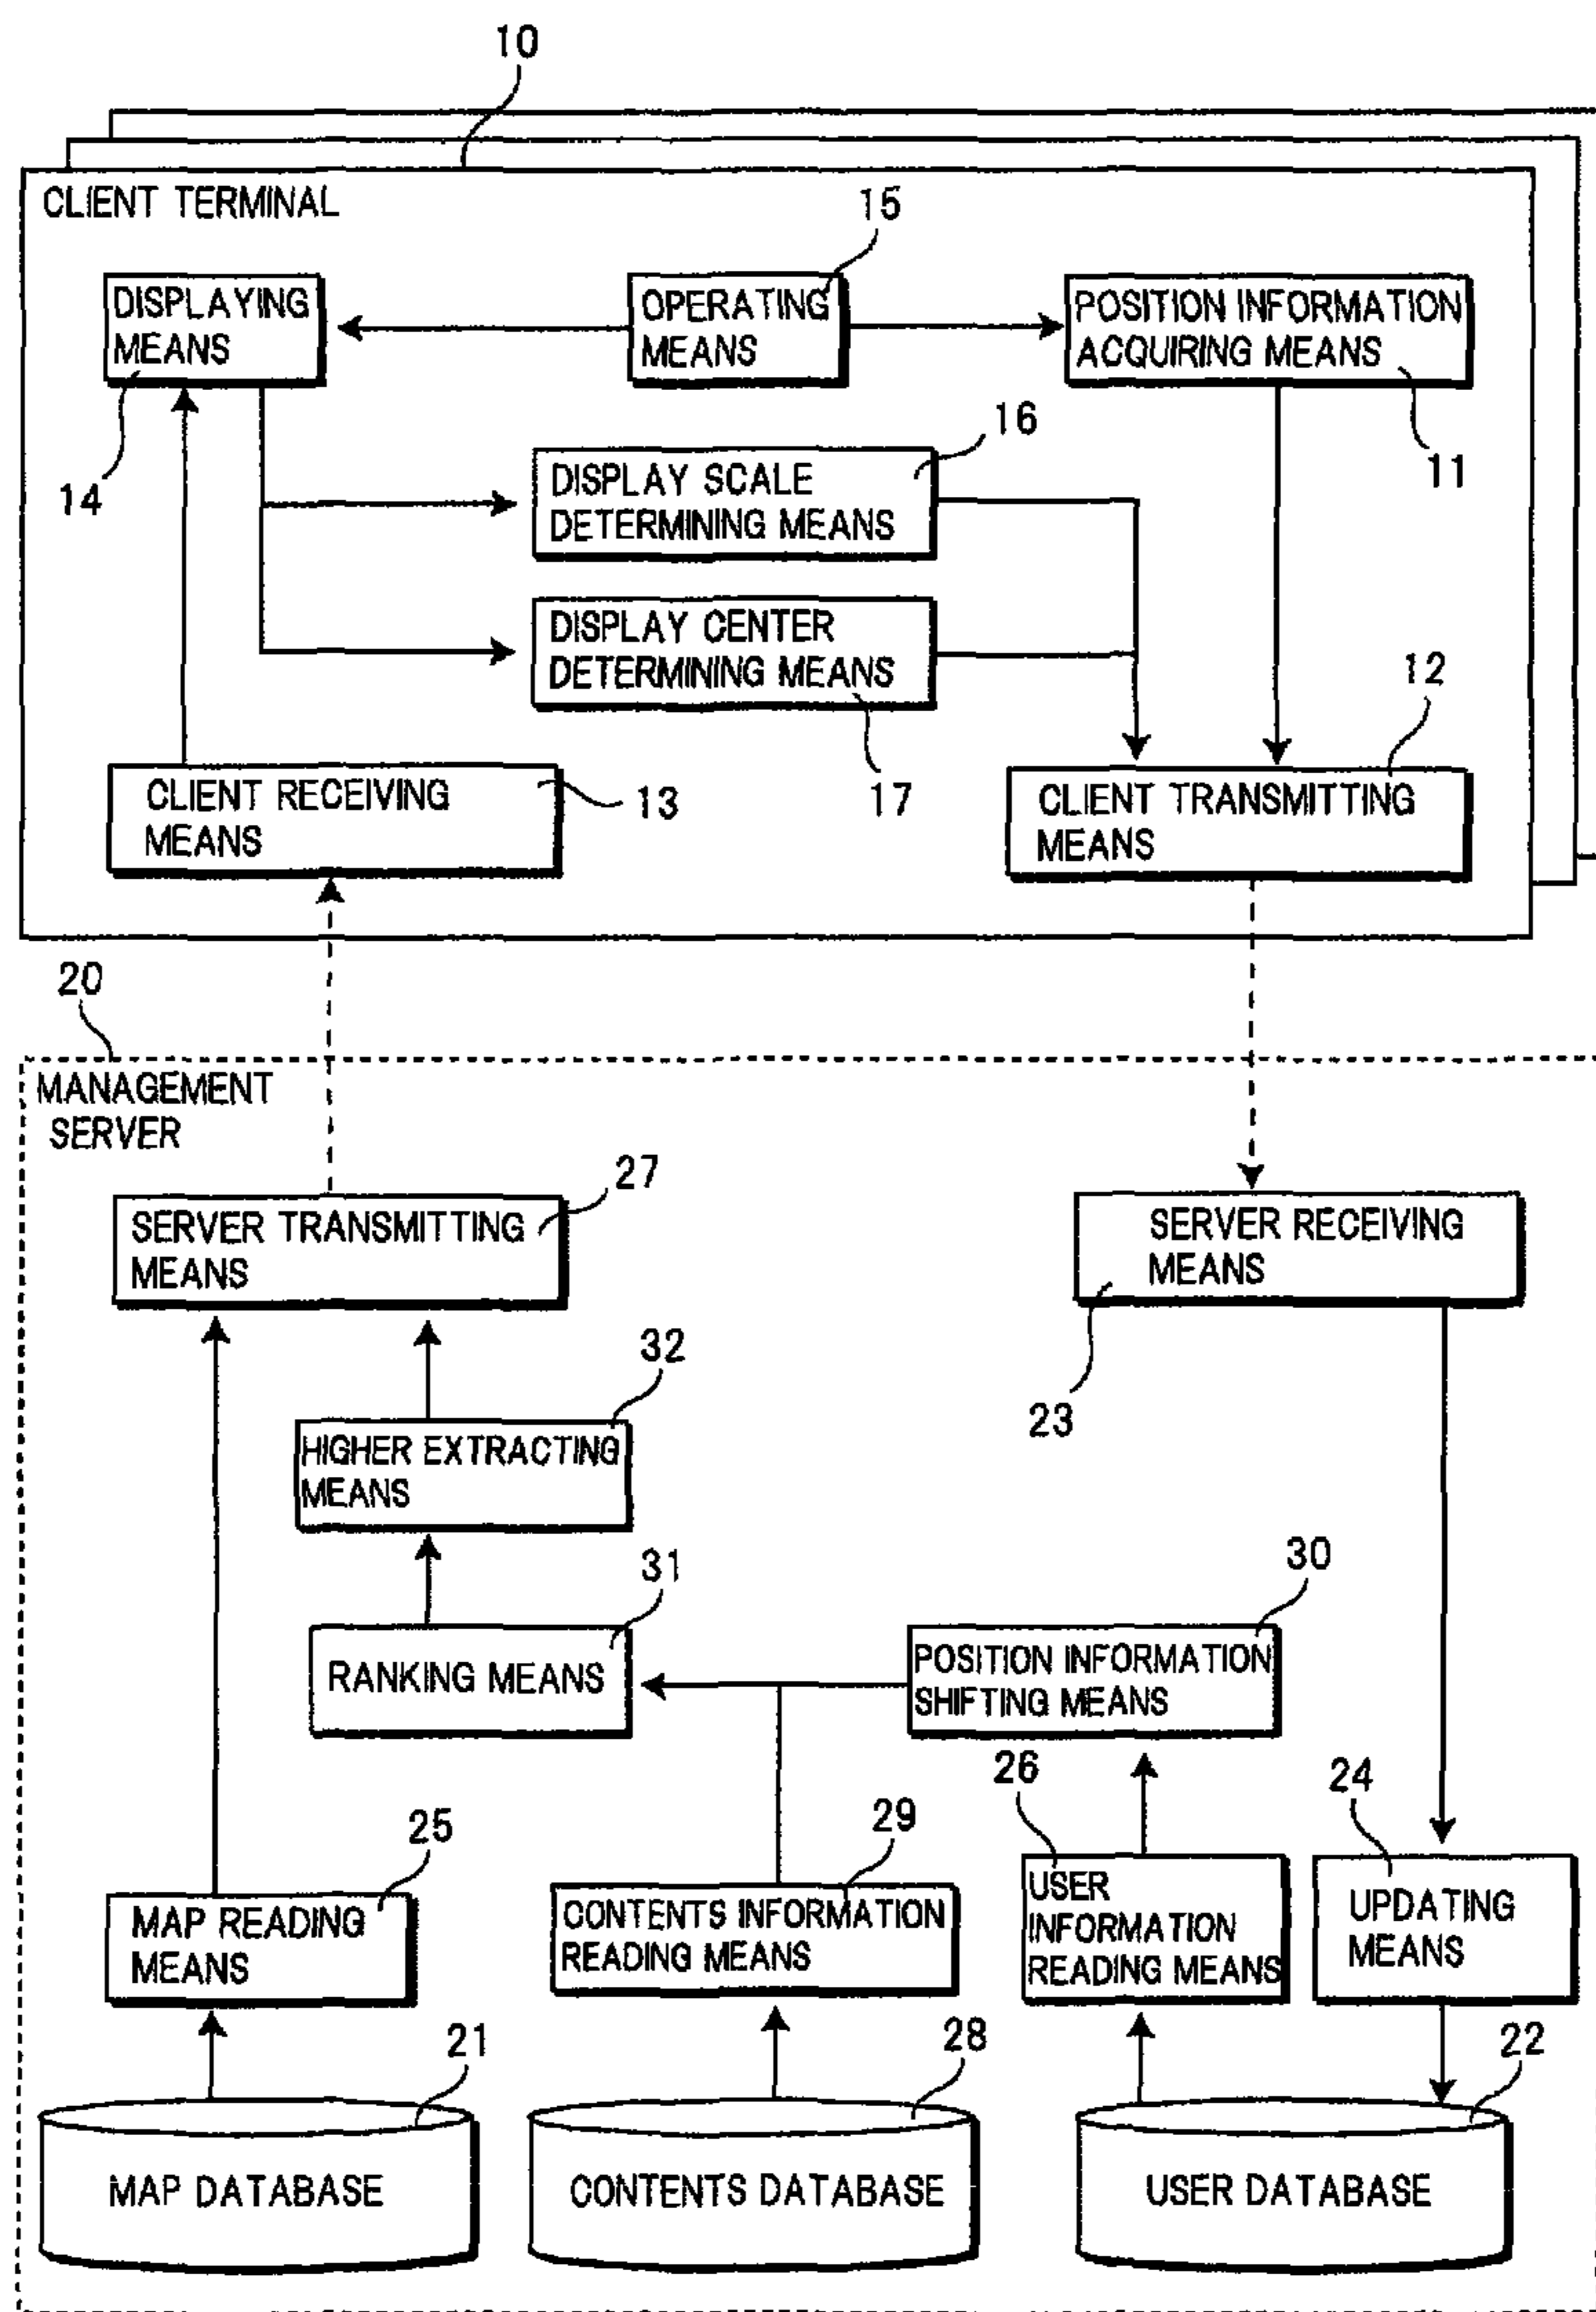 10
CLIENT TERMINAL
15
DISPLAYING
MEANS
OPERATING
MEANS
POSITION INFORMATION
ACQUIRING MEANS
14
16
11
DISPLAY SCALE
DETERMINING MEANS
DISPLAY CENTER
DETERMINING MEANS
12
17
CLIENT RECEIVING
MEANS
13
CLIENT TRANSMITTING
MEANS
20
MANAGEMENT
SERVER
27
SERVER TRANSMITTING
MEANS
SERVER RECEIVING
MEANS
32
23
HIGHER EXTRACTING
MEANS
31
30
RANKING MEANS
POSITION INFORMATION
SHIFTING MEANS
26
24
25
29
MAP READING
MEANS
CONTENTS INFORMATION
READING MEANS
USER
INFORMATION
READING MEANS
UPDATING
MEANS
21
28
22
MAP DATABASE
CONTENTS DATABASE
USER DATABASE